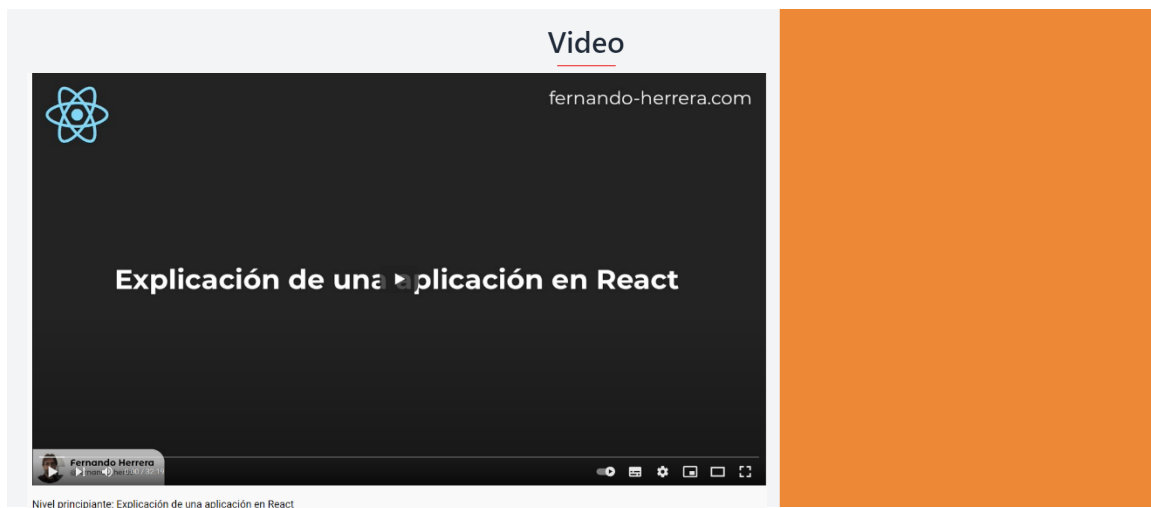 Video
fernando-herrera.com
Explicación de una aplicación en React
Fernando Herrera
Nivel principiante: Explicación de una aplicación en React